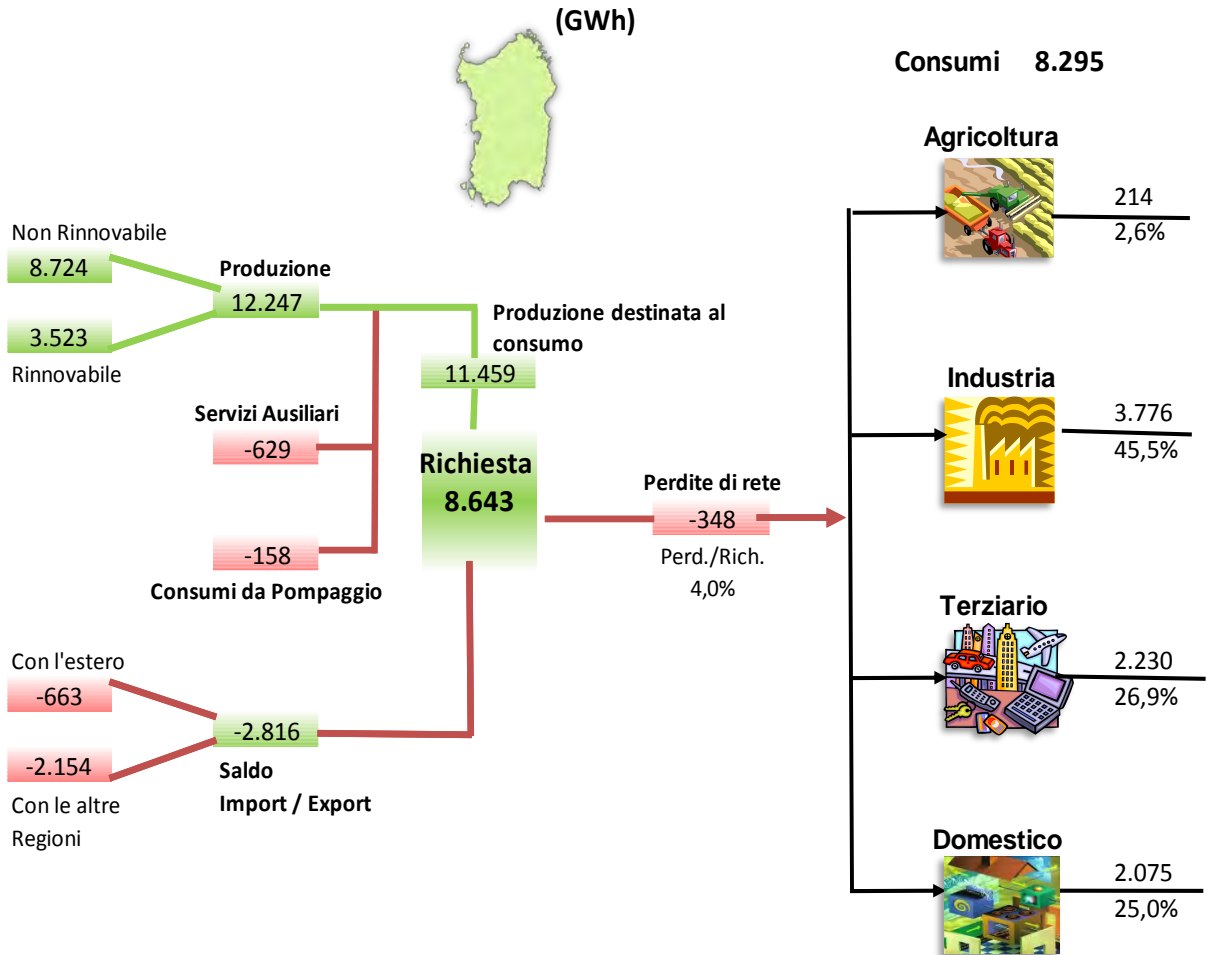 (GWh)
Consumi 8.295
Non Rinnovabile
8.724
3.523
Rinnovabile
Produzione
12.247
Servizi Ausiliari
-629
-158
Consumi da Pompaggio
Produzione destinata al
consumo
11.459
Richiesta
8.643
Con l'estero
-663
-2.154
Con le altre
Regioni
-2.816
Saldo
Import / Export
Perdite di rete
-348
Perd./Rich.
4,0%
Agricoltura
214
2,6%
Industria
3.776
45,5%
Terziario
2.230
26,9%
Domestico
2.075
25,0%